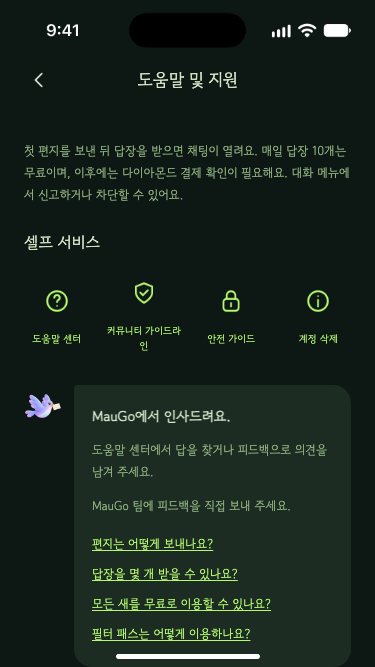 9:41
도움말 및 지원
첫 편지를 보낸 뒤 답장을 받으면 채팅이 열려요. 매일 답장 10개는
무료이며, 이후에는 다이아몬드 결제 확인이 필요해요. 대화 메뉴에
서 신고하거나 차단할 수 있어요.
셀프 서비스
도움말 센터
커뮤니티 가이드라
인
안전 가이드
계정 삭제
MauGo에서 인사드려요.
도움말 센터에서 답을 찾거나 피드백으로 의견을
남겨 주세요.
MauGo 팀에 피드백을 직접 보내 주세요.
편지는 어떻게 보내나요?
답장을 몇 개 받을 수 있나요?
모든 새를 무료로 이용할 수 있나요?
필터 패스는 어떻게 이용하나요?